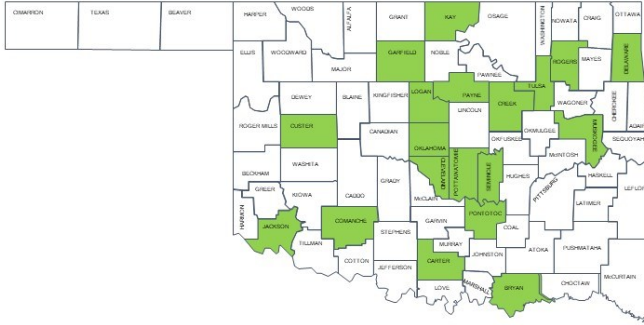 CIMARRON
TEXAS
BEAVER
HARPER
WOODS
ALFALFA
GRANT
KAY
OSAGE
WASHINGTON
NOWATA
CRAIG
OTTAWA
ELLIS
WOODWARD
MAJOR
GARFIELD
NOBLE
PAWNEE
ROGERS
MAYES
DELAWARE
DEWEY
BLAINE
KINGFISHER
LOGAN
PAYNE
CREEK
TULSA
WAGONER
CHEROKEE
ADAIR
ROGER MILLS
CUSTER
CANADIAN
OKLAHOMA
LINCOLN
OKFUSKEE
OKMULGEE
MUSKOGEE
SEQUOYAH
BECKHAM
WASHITA
CADDO
GRADY
CLEVELAND
POTTAWATOMIE
SEMINOLE
HUGHES
McINTOSH
HASKELL
PITTSBURG
GREER
KIOWA
McCLAIN
LATIMER
LEFLOR
HARMON
JACKSON
COMANCHE
GARVIN
PONTOTOC
COAL
TILLMAN
STEPHENS
MURRAY
JOHNSTON
ATOKA
PUSHMATAHA
COTTON
JEFFERSON
CARTER
LOVE
MARSHALL
BRYAN
CHOCTAW
McCURTAIN